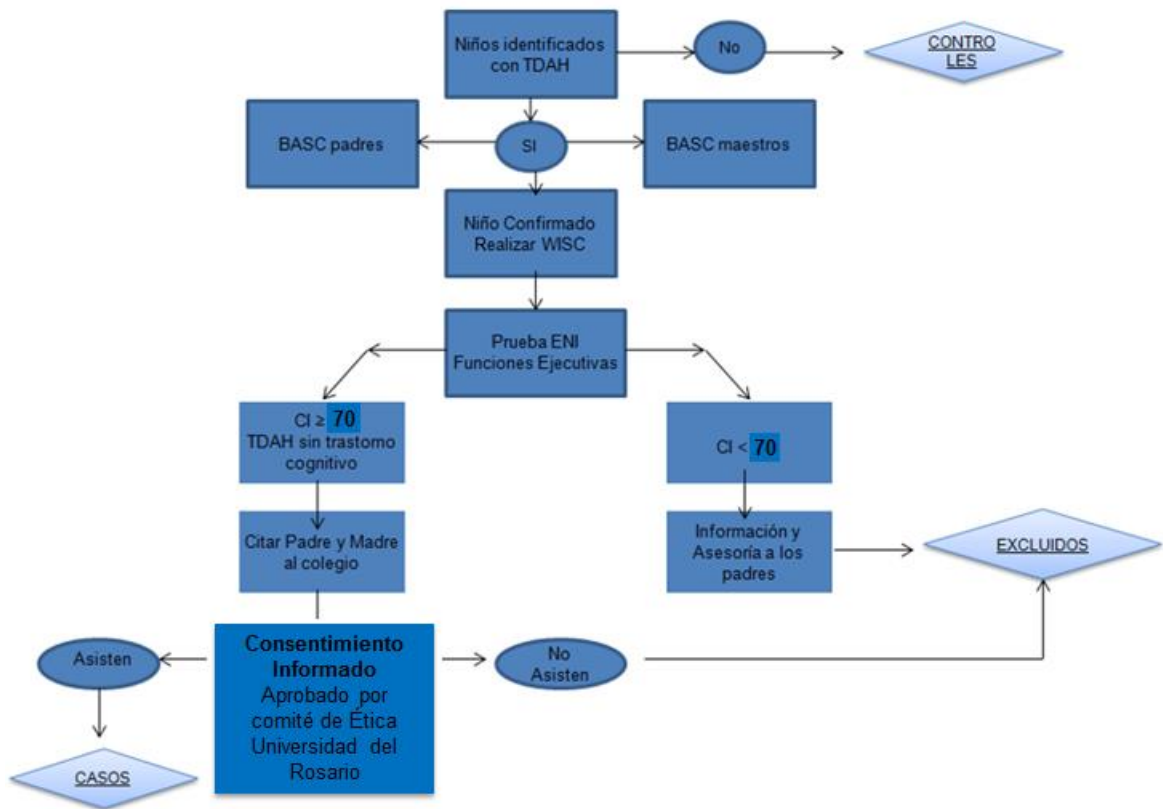 Niños identificados
con TDAH
No
CONTRO
LES
BASC padres
SI
BASC maestros
Niño Confirmado
Realizar WISC
Prueba ENI
Funciones Ejecutivas
CI ≥ 70
TDAH sin trastorno
cognitivo
CI < 70
Citar Padre y Madre
al colegio
Información y
Asesoría a los
padres
EXCLUIDOS
Asisten
Consentimiento
Informado
Aprobado por
comité de Ética
Universidad del
Rosario
No
Asisten
CASOS